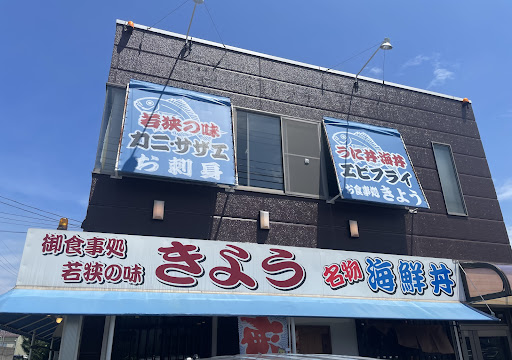 若狭の味
カニ・サザエ
お刺身
うに丼・海鮮丼
エビフライ
お食事処 きよう
御食事処
若狭の味
きよう
名物 海鮮丼